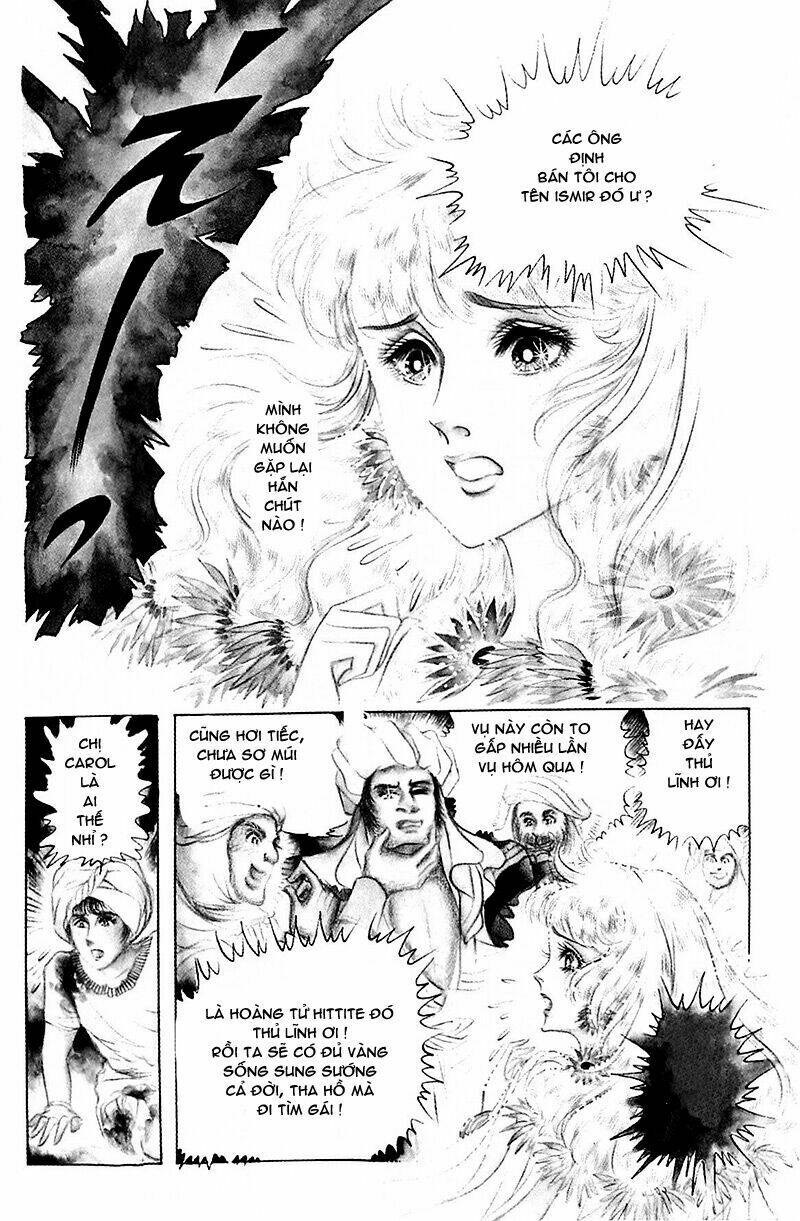 えーっ
CÁC ÔNG
ĐỊNH
BÁN TÔI CHO
TÊN ISMIR ĐÓ Ư ?
MÌNH
KHÔNG
MUỐN
GẶP LẠI
HẮN
CHÚT
NÀO !
HAY
ĐẤY
THỦ
LĨNH ƠI !
VỤ NÀY CÒN TO
GẤP NHIỀU LẦN
VỤ HÔM QUA !
CŨNG HƠI TIẾC,
CHƯA SƠ MÚI
ĐƯỢC GÌ !
LÀ HOÀNG TỬ HITTITE ĐÓ
THỦ LĨNH ƠI !
RỒI TA SẼ CÓ ĐỦ VÀNG
SỐNG SUNG SƯỚNG
CẢ ĐỜI, THA HỒ MÀ
ĐI TÌM GÁI !
CHỊ
CAROL
LÀ
AI
THẾ
NHỈ ?